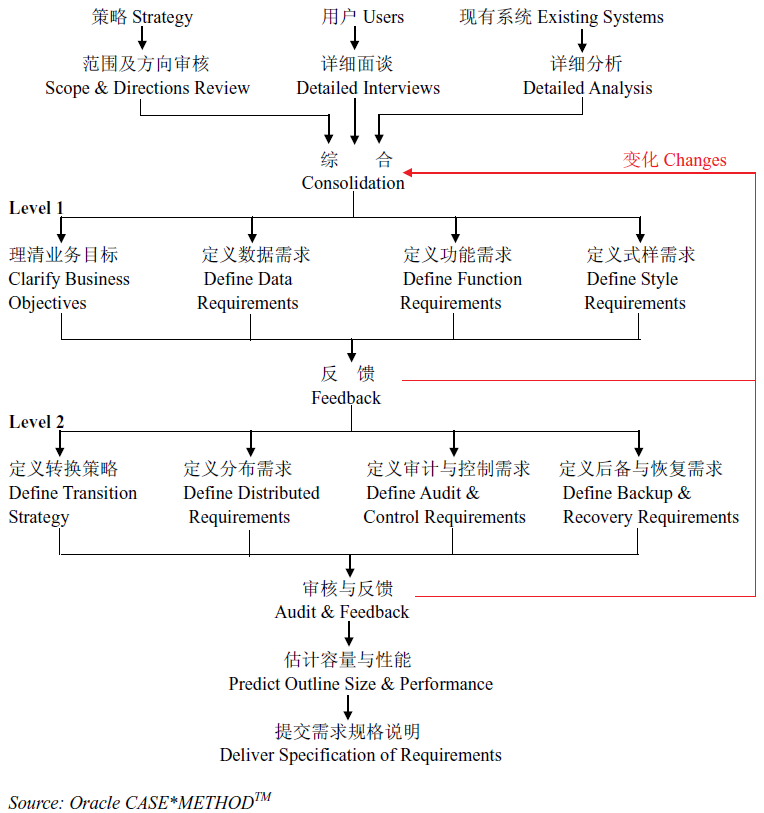 策略 Strategy
用户 Users
现有系统 Existing Systems
范围及方向审核
Scope & Directions Review
详细面谈
Detailed Interviews
详细分析
Detailed Analysis
综 合
Consolidation
变化 Changes
Level 1
理清业务目标
Clarify Business
Objectives
定义数据需求
Define Data
Requirements
定义功能需求
Define Function
Requirements
定义式样需求
Define Style
Requirements
反 馈
Feedback
Level 2
定义转换策略
Define Transition
Strategy
定义分布需求
Define Distributed
Requirements
定义审计与控制需求
Define Audit &
Control Requirements
定义后备与恢复需求
Define Backup &
Recovery Requirements
审核与反馈
Audit & Feedback
估计容量与性能
Predict Outline Size & Performance
提交需求规格说明
Deliver Specification of Requirements
Source: Oracle CASE*METHOD™